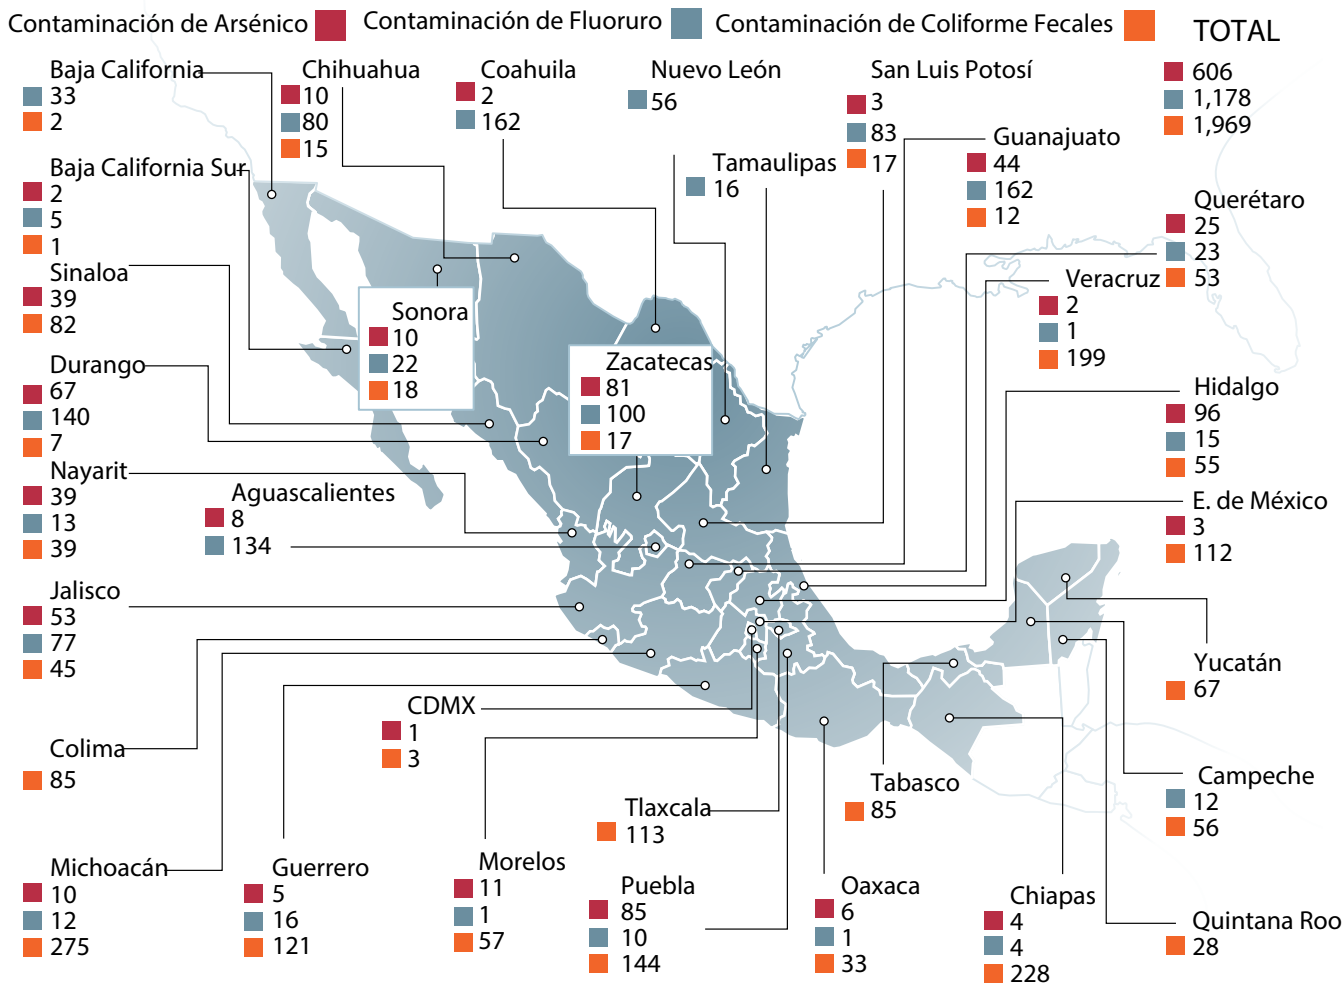 Contaminación de Arsénico
Contaminación de Fluoruro
Contaminación de Coliforme Fecales
TOTAL
606
1,178
1,969
Baja California
33
2
Chihuahua
10
80
15
Coahuila
2
162
Nuevo León
56
San Luis Potosí
3
83
17
Tamaulipas
16
Guanajuato
44
162
12
Querétaro
25
23
53
Baja California Sur
2
5
1
Sinaloa
39
82
Sonora
10
22
18
Zacatecas
81
100
17
Veracruz
2
1
199
Durango
67
140
7
Hidalgo
96
15
55
Nayarit
39
13
39
Aguascalientes
8
134
E. de México
3
112
Jalisco
53
77
45
Yucatán
67
CDMX
1
3
Colima
85
Tabasco
85
Campeche
12
56
Tlaxcala
113
Michoacán
10
12
275
Guerrero
5
16
121
Morelos
11
1
57
Puebla
85
10
144
Oaxaca
6
1
33
Chiapas
4
4
228
Quintana Roo
28